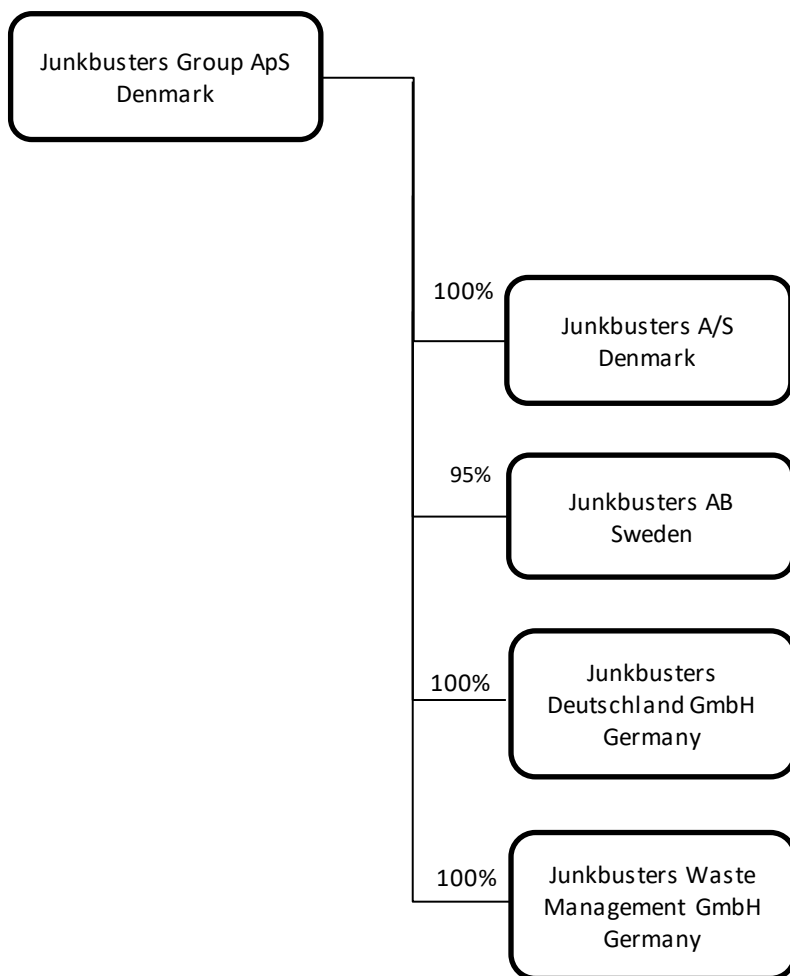 Junkbusters Group ApS
Denmark
100%
Junkbusters A/S
Denmark
95%
Junkbusters AB
Sweden
100%
Junkbusters
Deutschland GmbH
Germany
100%
Junkbusters Waste
Management GmbH
Germany